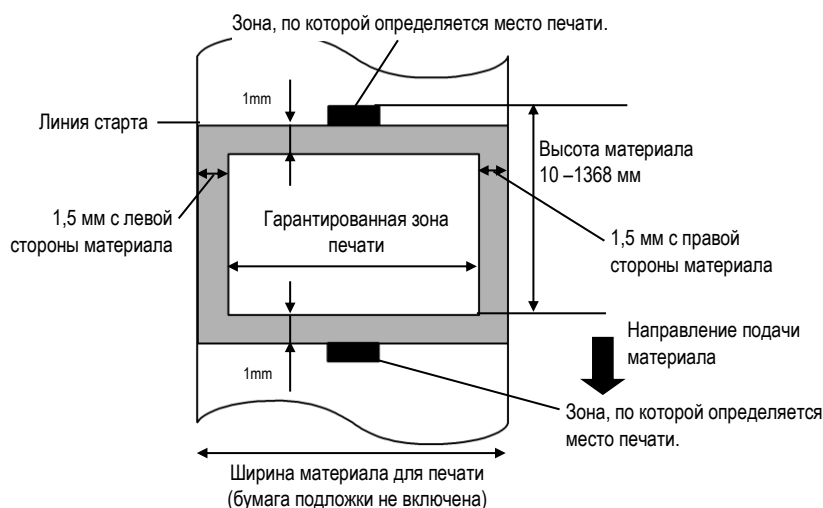 Зона, по которой определяется место печати.
1mm
Линия старта
Высота материала
10 –1368 мм
1,5 мм с левой
стороны материала
Гарантированная зона
печати
1,5 мм с правой
стороны материала
Направление подачи
материала
1mm
Зона, по которой определяется
место печати.
Ширина материала для печати
(бумага подложки не включена)